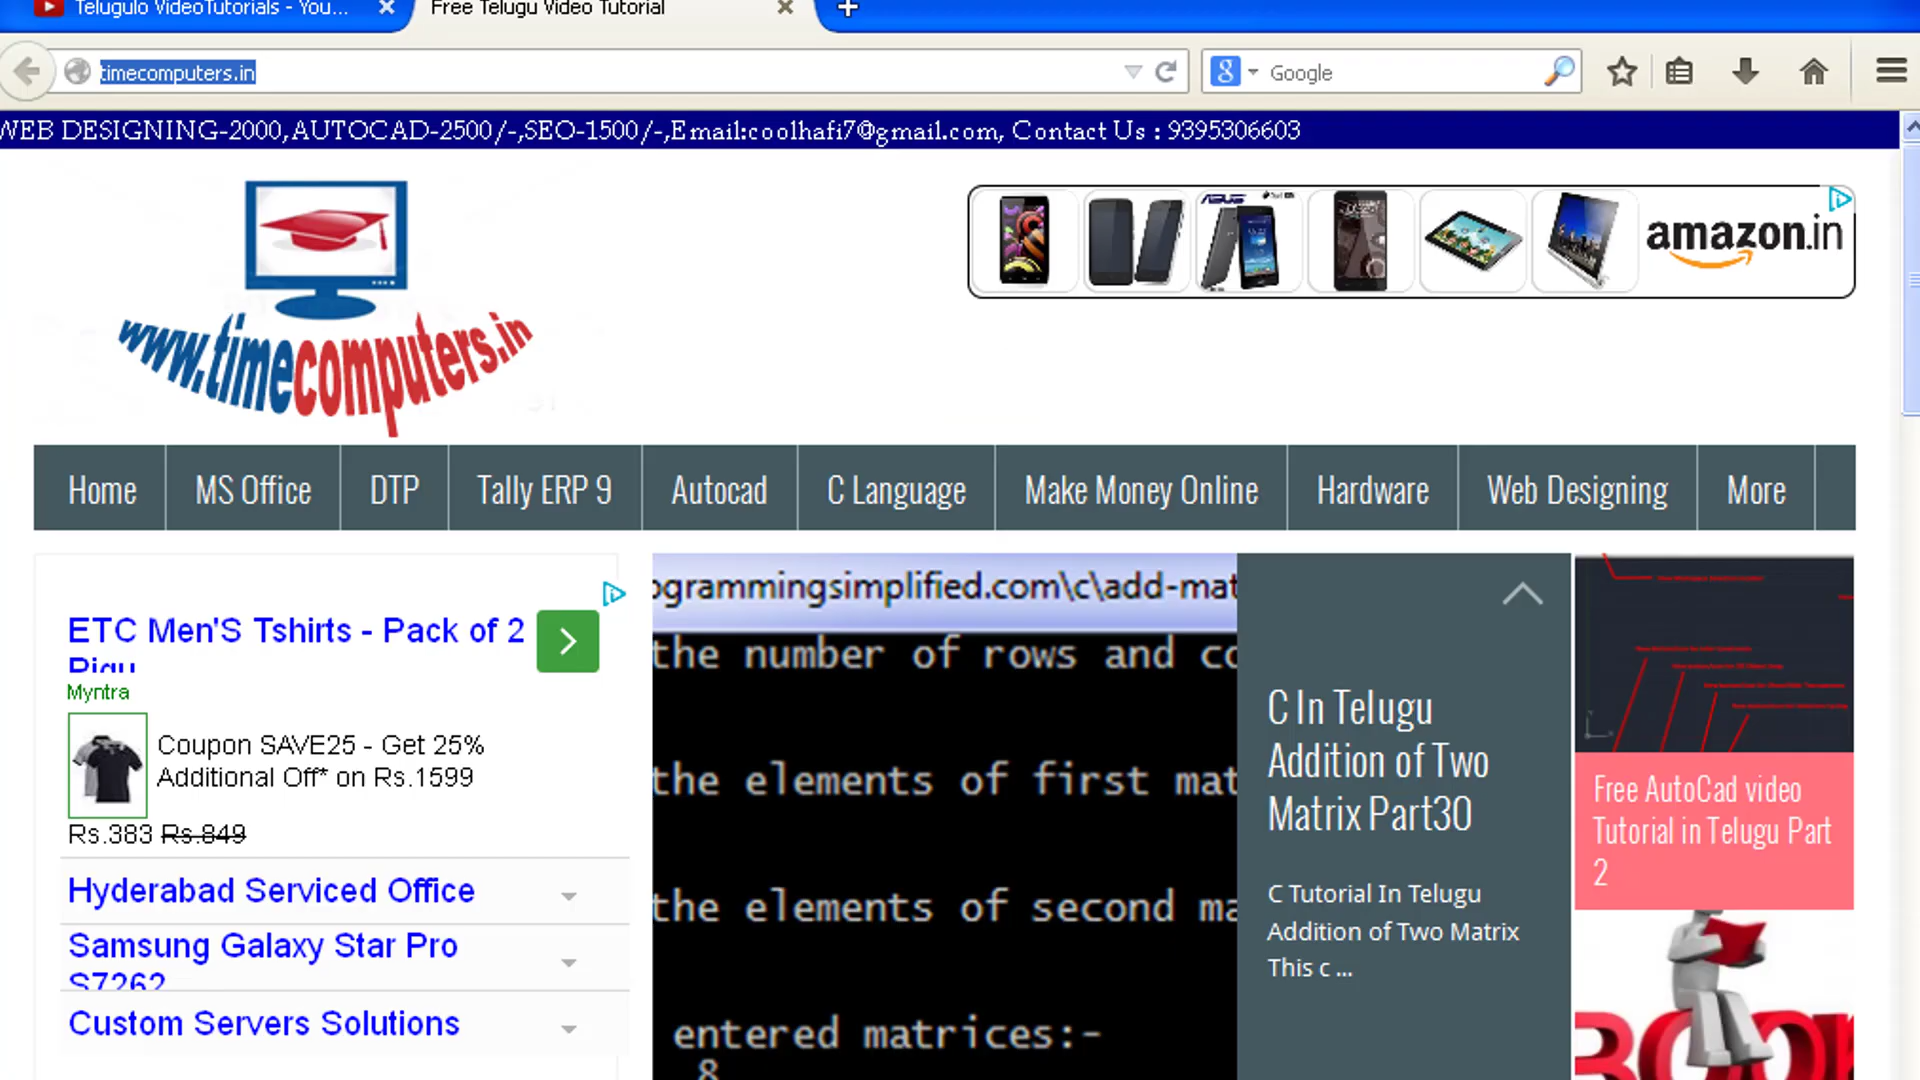 Telugulo VideoTutorials - You...
Free Telugu Video Tutorial
timecomputers.in
Google
WEB DESIGNING-2000,AUTOCAD-2500/-,SEO-1500/-,Email:coolhafi7@gmail.com, Contact Us : 9395306603
www.timecomputers.in
ASUS
amazon.in
Home
MS Office
DTP
Tally ERP 9
Autocad
C Language
Make Money Online
Hardware
Web Designing
More
ETC Men'S Tshirts - Pack of 2
Myntra
Coupon SAVE25 - Get 25%
Additional Off* on Rs.1599
Rs.383 Rs.849
Hyderabad Serviced Office
Samsung Galaxy Star Pro
S7262
Custom Servers Solutions
ogrammingsimplified.com\c\add-mat
the number of rows and co
the elements of first mat
the elements of second ma
entered matrices:-
8
C In Telugu
Addition of Two
Matrix Part30
C Tutorial In Telugu
Addition of Two Matrix
This c ...
Free AutoCad video
Tutorial in Telugu Part
2
BOOK